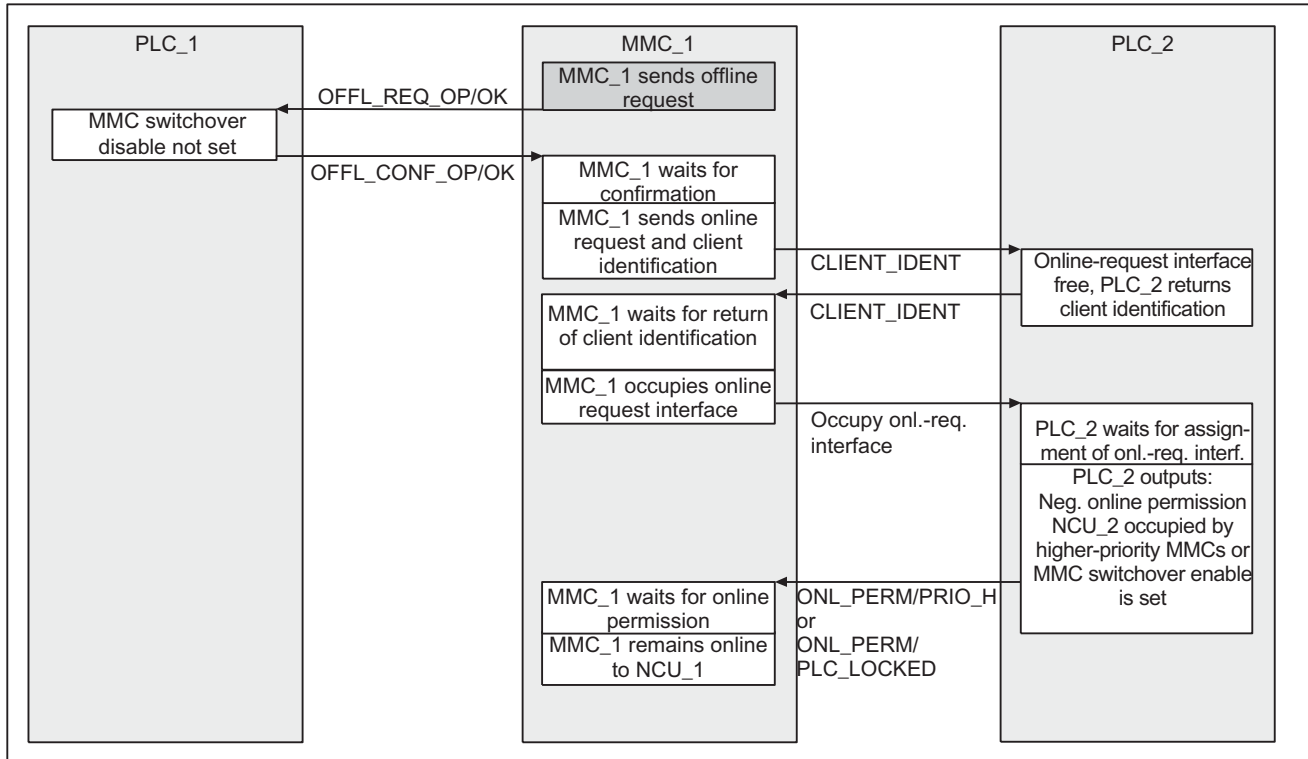 PLC_1
MMC_1
PLC_2
MMC_1 sends offline
request
OFFL_REQ_OP/OK
MMC switchover
disable not set
OFFL_CONF_OP/OK
MMC_1 waits for
confirmation
MMC_1 sends online
request and client
identification
CLIENT_IDENT
Online-request interface
free, PLC_2 returns
client identification
CLIENT_IDENT
MMC_1 waits for return
of client identification
MMC_1 occupies online
request interface
Occupy onl.-req.
interface
PLC_2 waits for assign-
ment of onl.-req. interf.
PLC_2 outputs:
Neg. online permission
NCU_2 occupied by
higher-priority MMCs or
MMC switchover enable
is set
ONL_PERM/PRIO_H
or
ONL_PERM/
PLC_LOCKED
MMC_1 waits for online
permission
MMC_1 remains online
to NCU_1